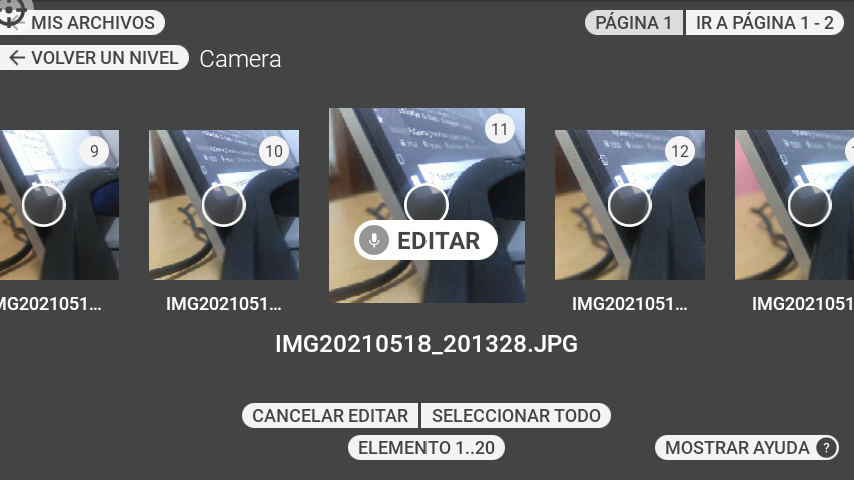 MIS ARCHIVOS
PÁGINA 1
IR A PÁGINA 1 - 2
VOLVER UN NIVEL
Camera
9
10
11
12
EDITAR
MG2021051...
IMG2021051...
IMG2021051...
IMG2021051
IMG20210518_201328.JPG
CANCELAR EDITAR
SELECCIONAR TODO
ELEMENTO 1..20
MOSTRAR AYUDA ?